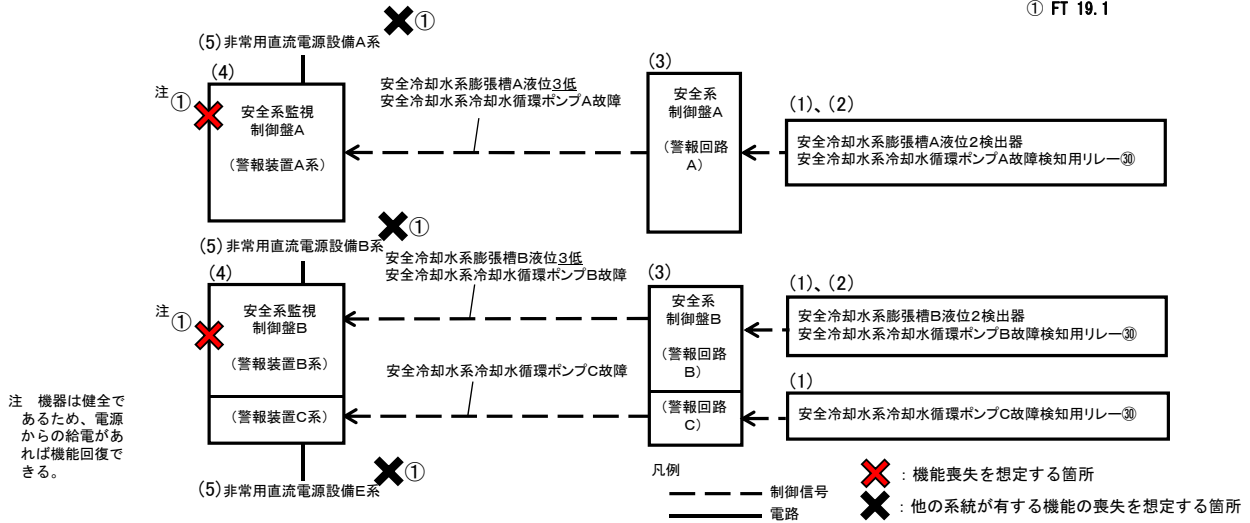 ① FT 19.1
①
(5)非常用直流電源設備A系
(4)
注①
安全系監視
制御盤A
(警報装置A系)
安全冷却水系膨張槽A液位3低
安全冷却水系冷却水循環ポンプA故障
(3)
安全系
制御盤A
(警報回路
A)
(1)、(2)
安全冷却水系膨張槽A液位2検出器
安全冷却水系冷却水循環ポンプA故障検知用リレー㉚
①
(5)非常用直流電源設備B系
(4)
注①
安全系監視
制御盤B
(警報装置B系)
(警報装置C系)
安全冷却水系膨張槽B液位3低
安全冷却水系冷却水循環ポンプB故障
安全冷却水系冷却水循環ポンプC故障
(3)
安全系
制御盤B
(警報回路
B)
(警報回路
C)
(1)、(2)
安全冷却水系膨張槽B液位2検出器
安全冷却水系冷却水循環ポンプB故障検知用リレー㉚
(1)
安全冷却水系冷却水循環ポンプC故障検知用リレー㉚
①
(5)非常用直流電源設備E系
注 機器は健全で
あるため、電源
からの給電があ
れば機能回復で
きる。
凡例
制御信号
電路
:機能喪失を想定する箇所
:他の系統が有する機能の喪失を想定する箇所